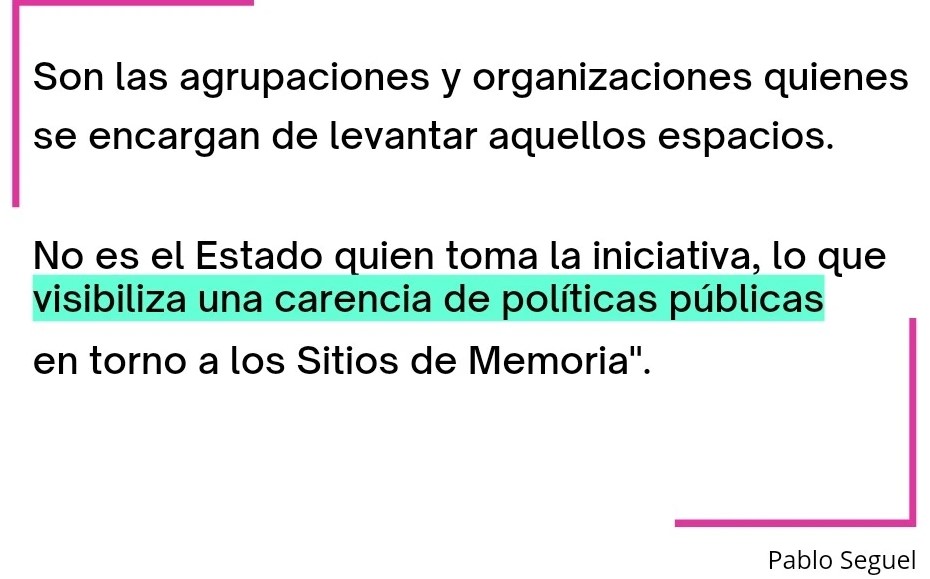 Son las agrupaciones y organizaciones quienes
se encargan de levantar aquellos espacios.
No es el Estado quien toma la iniciativa, lo que
visibiliza una carencia de políticas públicas
en torno a los Sitios de Memoria".
Pablo Seguel